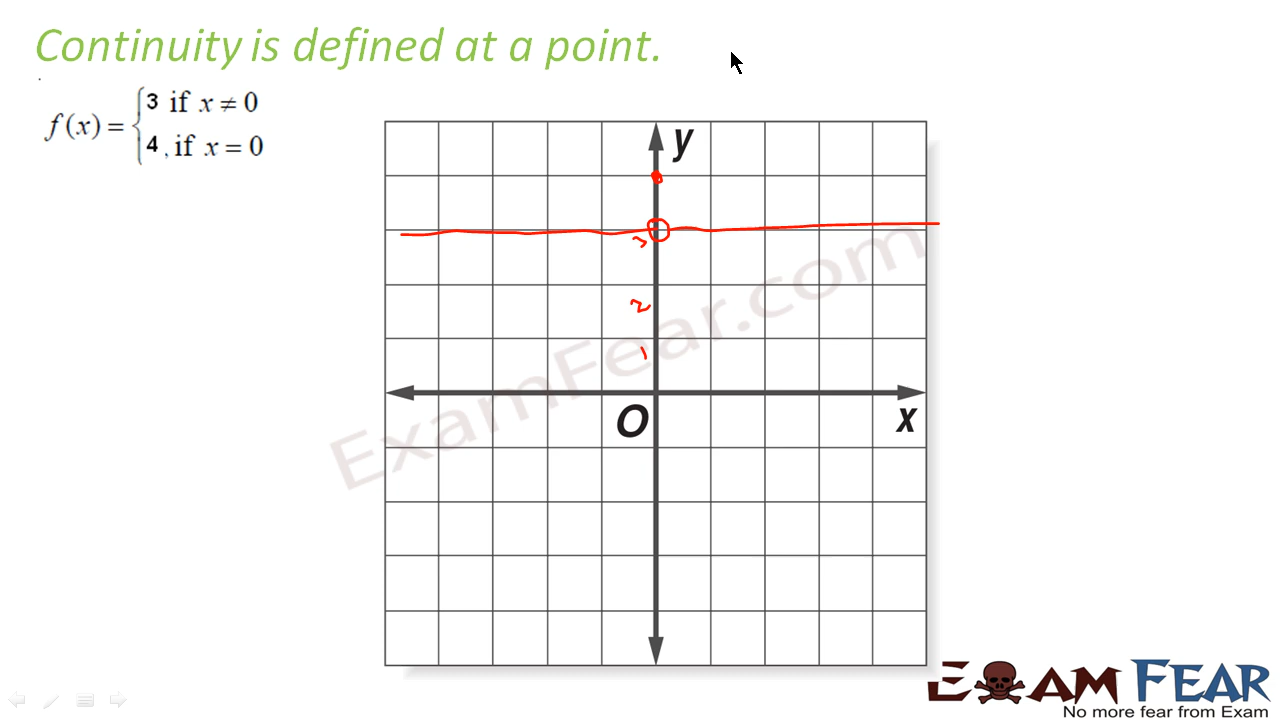 Continuity is defined at a point.
f(x) = { 3 if x ≠ 0
4 , if x = 0
y
3
2
1
O
x
ExamFear.com
EXAM FEAR
No more fear from Exam